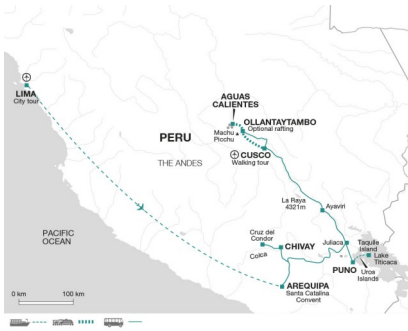 LIMA
City tour
AGUAS
CALIENTES
OLLANTAYTAMBO
Optional rafting
Machu
Picchu
PERU
CUSCO
Walking tour
THE ANDES
La Raya
4321m
Ayaviri
PACIFIC
OCEAN
Cruz del
Condor
CHIVAY
Colca
Juliaca
Taquile
Island
Lake
Titicaca
PUNO
Uros
Islands
AREQUIPA
Santa Catalina
Convent
0 km
100 km